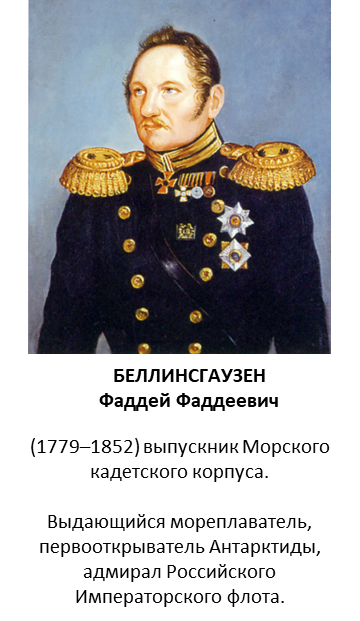 БЕЛЛИНСГАУЗЕН
Фаддей Фаддеевич
(1779–1852) выпускник Морского
кадетского корпуса.
Выдающийся мореплаватель,
первооткрыватель Антарктиды,
адмирал Российского
Императорского флота.